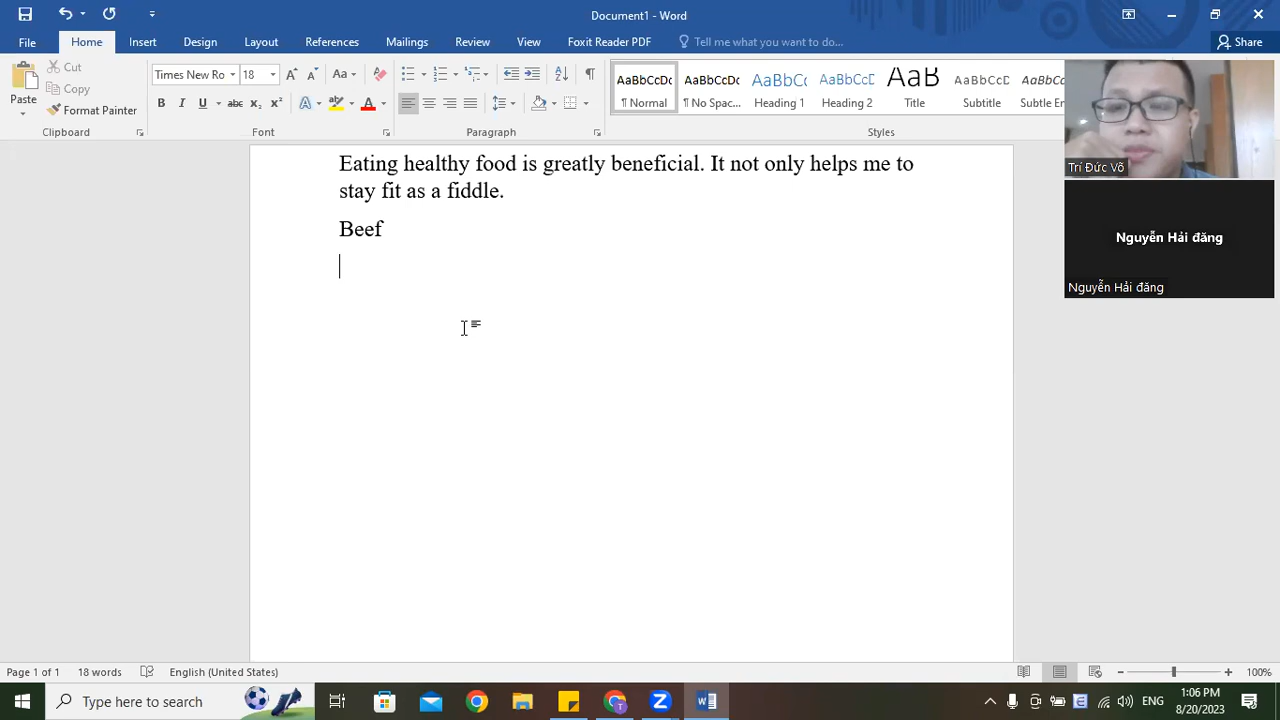 Document1 - Word
File Home Insert Design Layout References Mailings Review View Foxit Reader PDF Tell me what you want to do... Share
Paste Cut Copy Format Painter
Times New Ro 18
AaBbCcDc AaBbCcDc AaBbCc AaBbCcD AaB AaBbCcD
¶ Normal ¶ No Spac... Heading Heading 2 Title Subtitle Subtle En
Clipboard Font Paragraph Styles
Trí Đức Võ
Nguyễn Hải đăng
Nguyễn Hải đăng
Eating healthy food is greatly beneficial. It not only helps me to
stay fit as a fiddle.
Beef
Page 1 of 1 18 words English (United States) 100%
Type here to search ENG 1:06 PM
8/20/2023